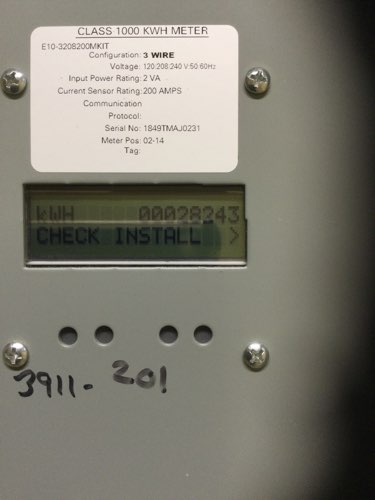 CLASS 1000 KWH METER
E10-3208200MKIT
Configuration: 3 WIRE
Voltage: 120:208:240 V:50:60Hz
Input Power Rating: 2 VA
Current Sensor Rating: 200 AMPS
Communication
Protocol:
Serial No: 1849TMAJ0231
Meter Pos: 02-14
Tag:
kWH 00028243
CHECK INSTALL >
3911- 201